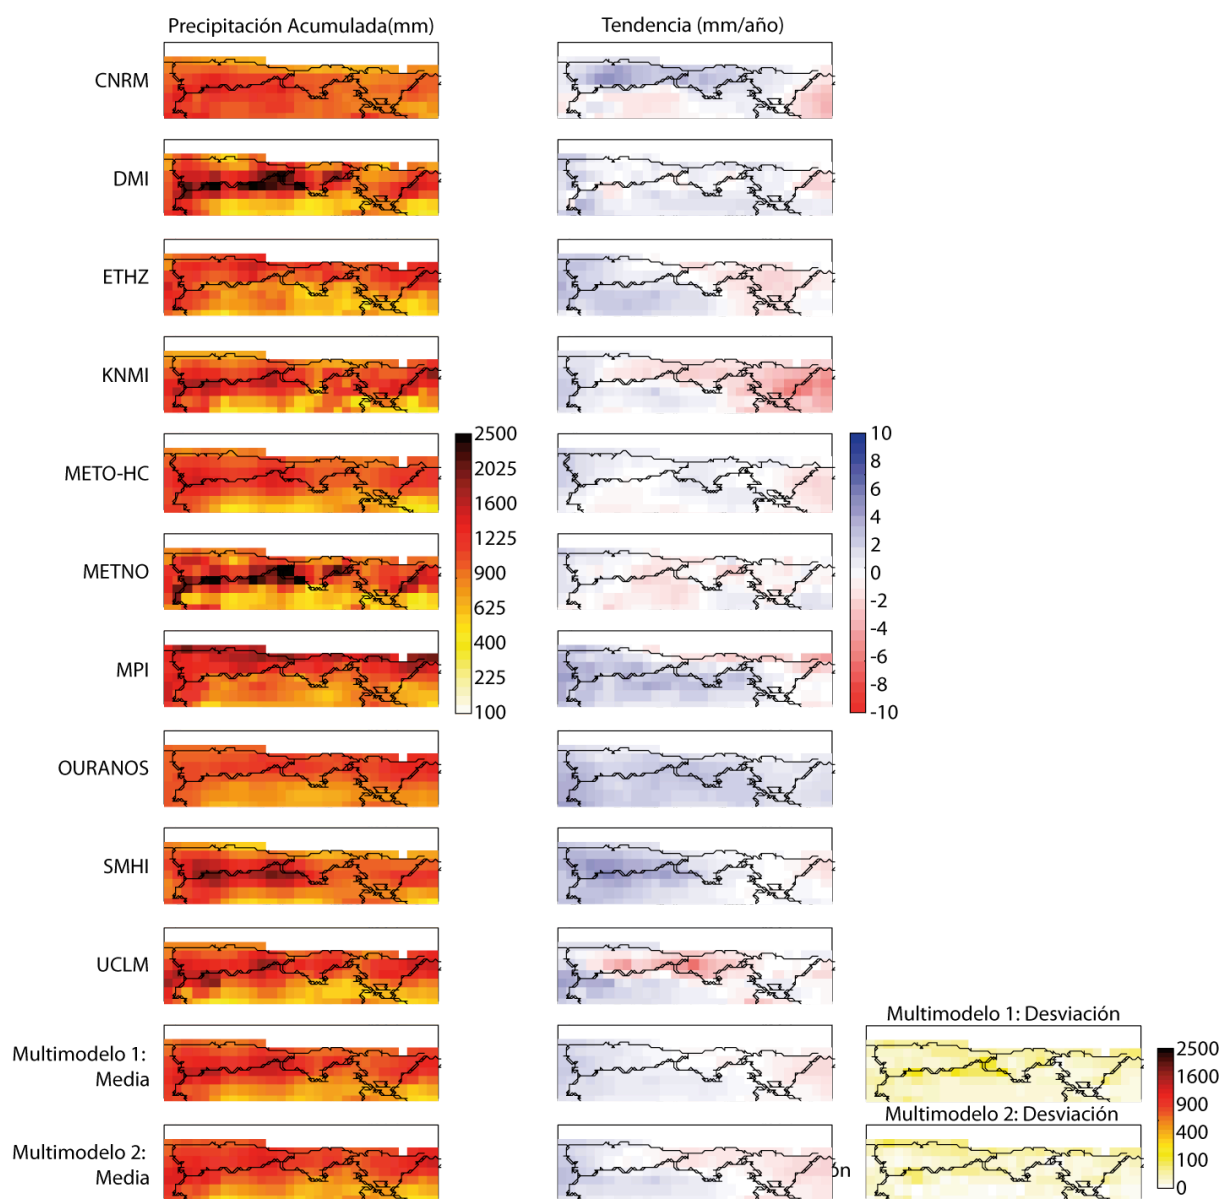 Precipitación Acumulada(mm)
Tendencia (mm/año)
CNRM
DMI
ETHZ
KNMI
METO-HC
METNO
MPI
OURANOS
SMHI
UCLM
Multimodelo 1:
Media
Multimodelo 2:
Media
2500
2025
1600
1225
900
625
400
225
100
10
8
6
4
2
0
-2
-4
-6
-8
-10
Multimodelo 1: Desviación
Multimodelo 2: Desviación
ón
2500
1600
900
400
100
0